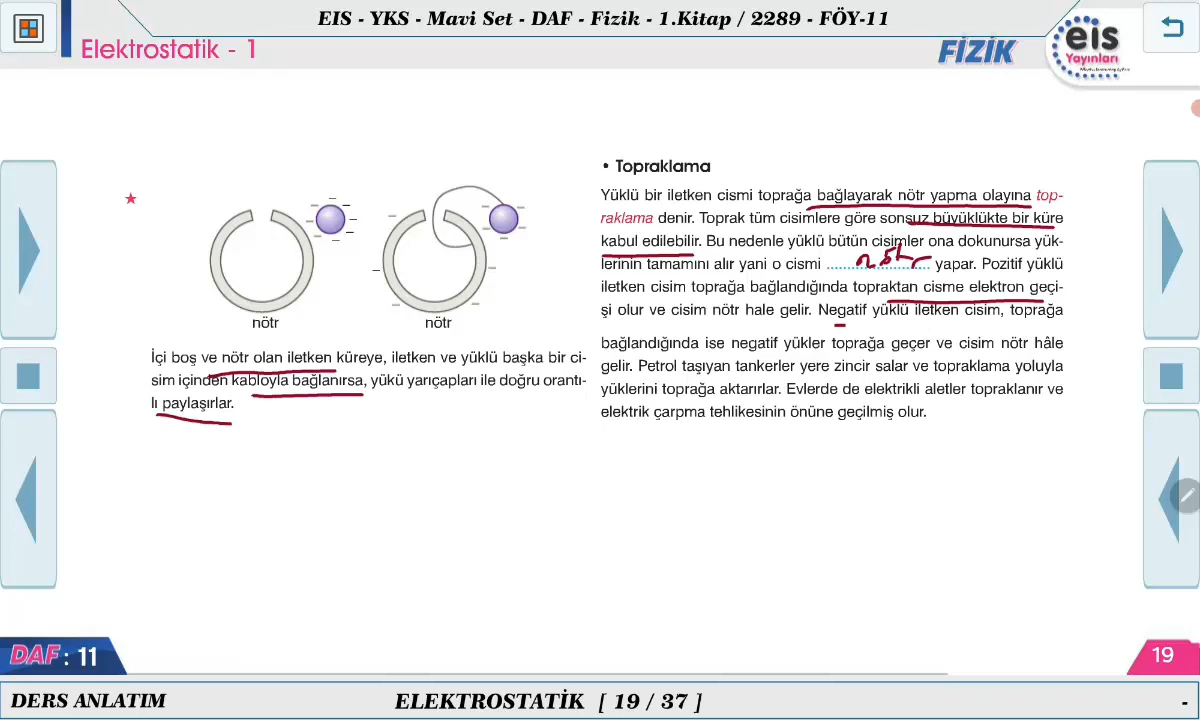 EIS - YKS - Mavi Set - DAF - Fizik - 1.Kitap / 2289 - FÖY-11
Elektrostatik - 1
FİZİK
eis
Yayınları
nötr
nötr
İçi boş ve nötr olan iletken küreye, iletken ve yüklü başka bir ci-
sim içinden kabloyla bağlanırsa, yükü yarıçapları ile doğru orantı-
lı paylaşırlar.
• Topraklama
Yüklü bir iletken cismi toprağa bağlayarak nötr yapma olayına top-
raklama denir. Toprak tüm cisimlere göre sonsuz büyüklükte bir küre
kabul edilebilir. Bu nedenle yüklü bütün cisimler ona dokunursa yük-
lerinin tamamını alır yani o cismi nötr yapar. Pozitif yüklü
iletken cisim toprağa bağlandığında topraktan cisme elektron geçi-
şi olur ve cisim nötr hale gelir. Negatif yüklü iletken cisim, toprağa
bağlandığında ise negatif yükler toprağa geçer ve cisim nötr hâle
gelir. Petrol taşıyan tankerler yere zincir salar ve topraklama yoluyla
yüklerini toprağa aktarırlar. Evlerde de elektrikli aletler topraklanır ve
elektrik çarpma tehlikesinin önüne geçilmiş olur.
DAF : 11
19
DERS ANLATIM
ELEKTROSTATİK [ 19 / 37 ]
-